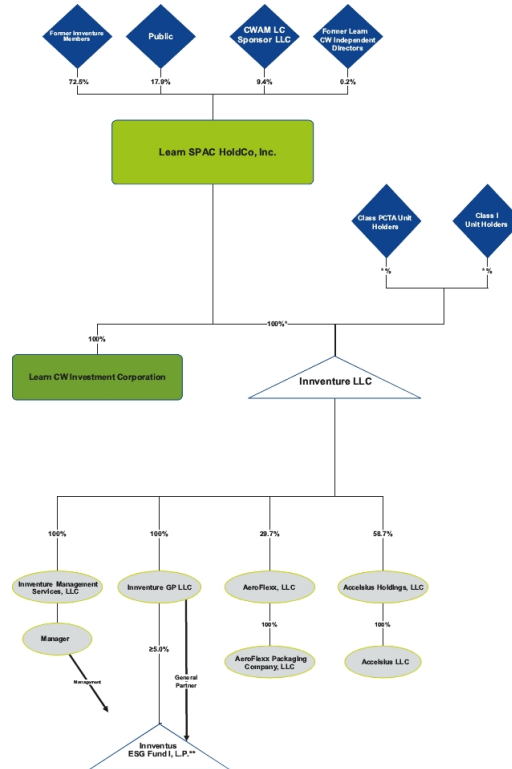 Former Innventure
Members
Public
CWAM LC
Sponsor LLC
Former Learn
CW Independent
Directors
72.5%
17.9%
9.4%
0.2%
Learn SPAC HoldCo, Inc.
Class PCTA Unit
Holders
Class I
Unit Holders
*%
*%
100%*
100%
Learn CW Investment Corporation
Innventure LLC
100%
100%
29.7%
58.7%
Innventure Management
Services, LLC
Innventure GP LLC
AeroFlexx, LLC
Accelsius Holdings, LLC
100%
100%
Manager
≥5.0%
AeroFlexx Packaging
Company, LLC
Accelsius LLC
Management
General
Partner
Innventus
ESG Fund I, L.P.**